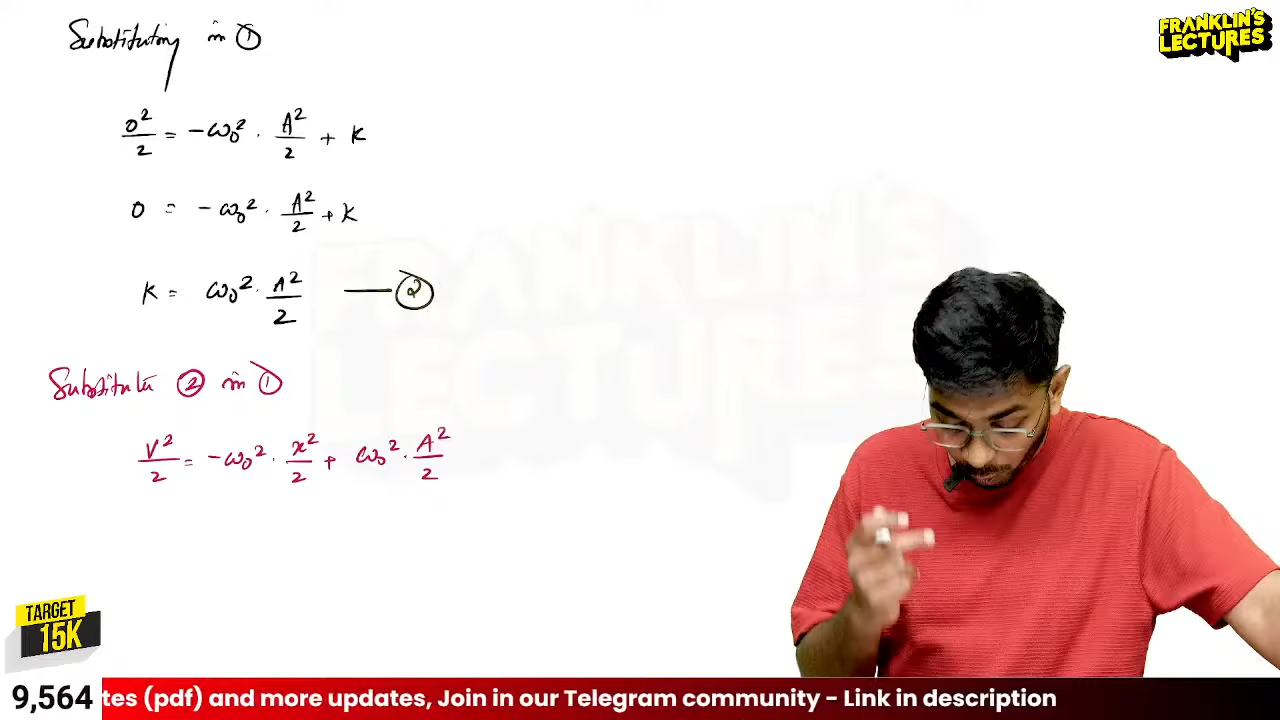 Substituting in ①
FRANKLIN'S
LECTURES
0²/2 = -ω₀² · A²/2 + K
0 = -ω₀² · A²/2 + K
K = ω₀² · A²/2 — ②
Substitute ② in ①
V²/2 = -ω₀² · x²/2 + ω₀² · A²/2
FRANKLIN'S
LECTURES
TARGET
15K
9,564
tes (pdf) and more updates, Join in our Telegram community - Link in description